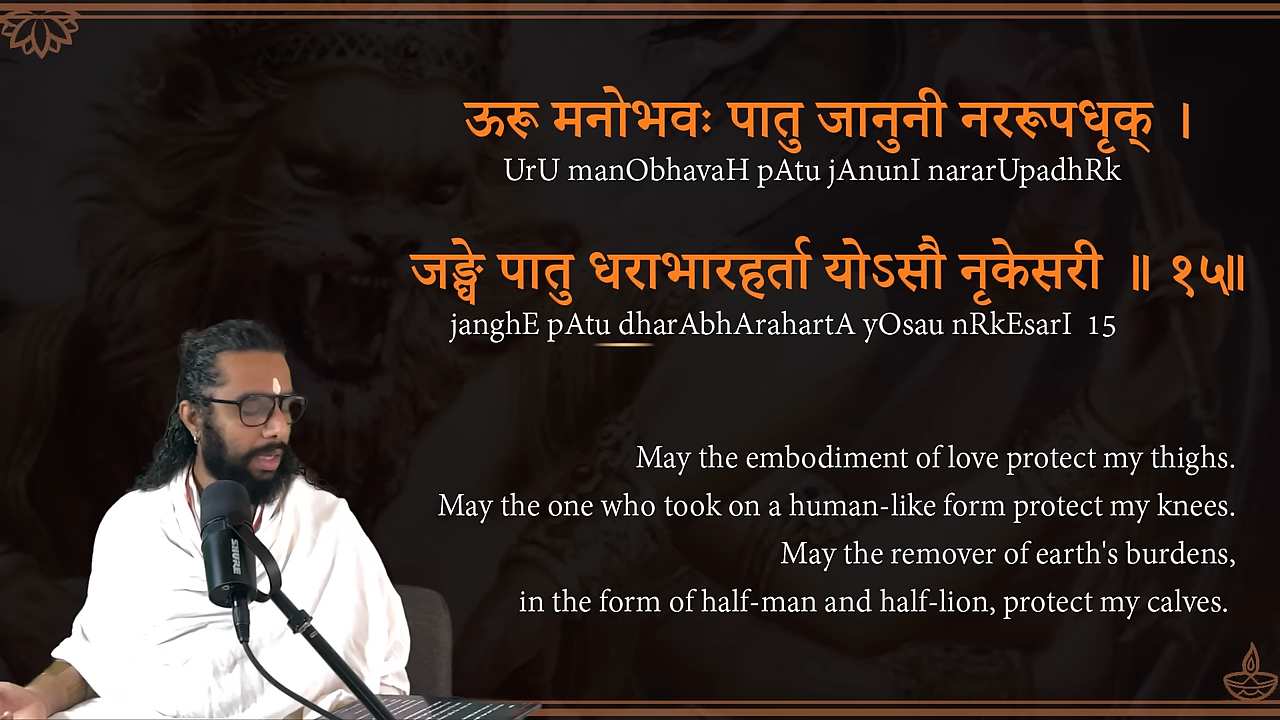 ऊरू मनोभवः पातु जानुनी नररूपधृक् ।
UrU manObhavaH pAtu jAnunI nararUpadhRk
जङ्घे पातु धराभारहर्ता योऽसौ नृकेसरी ॥ १५॥
janghE pAtu dharAbhArahartA yOsau nRkEsarI 15
May the embodiment of love protect my thighs.
May the one who took on a human-like form protect my knees.
May the remover of earth's burdens,
in the form of half-man and half-lion, protect my calves.
SHURE